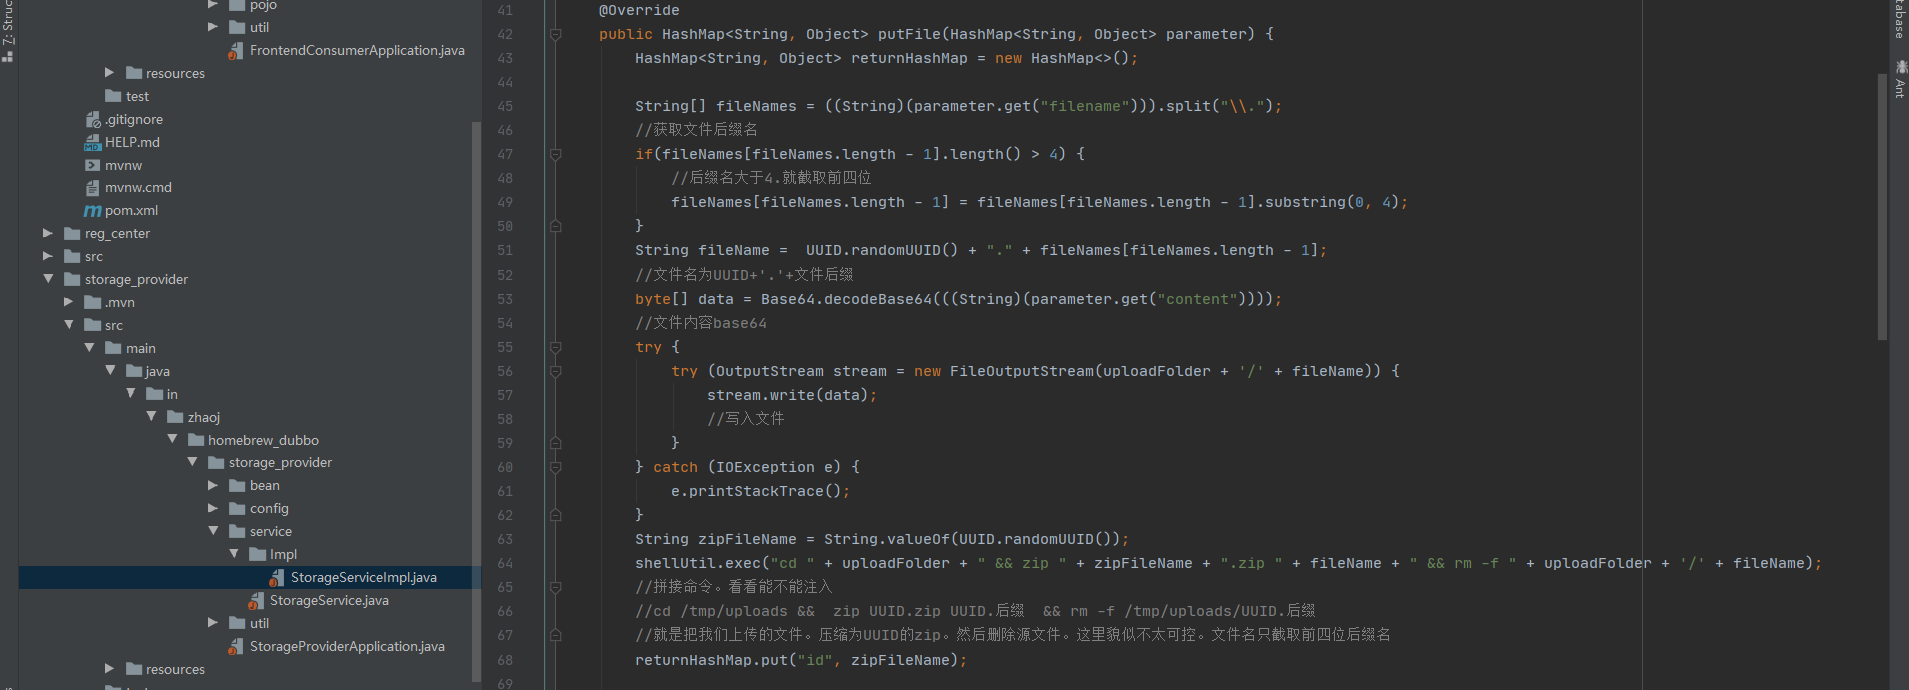 7: Struc
pojo
util
FrontendConsumerApplication.java
resources
test
.gitignore
HELP.md
mvnw
mvnw.cmd
pom.xml
reg_center
src
storage_provider
.mvn
src
main
java
in
zhaoj
homebrew_dubbo
storage_provider
bean
config
service
Impl
StorageServiceImpl.java
StorageService.java
util
StorageProviderApplication.java
resources
41 @Override
42 public HashMap<String, Object> putFile(HashMap<String, Object> parameter) {
43 HashMap<String, Object> returnHashMap = new HashMap<>();
44
45 String[] fileNames = ((String)(parameter.get("filename"))).split("\\.");
46 //获取文件后缀名
47 if(fileNames[fileNames.length - 1].length() > 4) {
48 //后缀名大于4.就截取前四位
49 fileNames[fileNames.length - 1] = fileNames[fileNames.length - 1].substring(0, 4);
50 }
51 String fileName =  UUID.randomUUID() + "." + fileNames[fileNames.length - 1];
52 //文件名为UUID+'.'+文件后缀
53 byte[] data = Base64.decodeBase64(((String)(parameter.get("content"))));
54 //文件内容base64
55 try {
56 try (OutputStream stream = new FileOutputStream(uploadFolder + '/' + fileName)) {
57 stream.write(data);
58 //写入文件
59 }
60 } catch (IOException e) {
61 e.printStackTrace();
62 }
63 String zipFileName = String.valueOf(UUID.randomUUID());
64 shellUtil.exec("cd " + uploadFolder + " && zip " + zipFileName + ".zip " + fileName + " && rm -f " + uploadFolder + '/' + fileName);
65 //拼接命令。看看能不能注入
66 //cd /tmp/uploads &&  zip UUID.zip UUID.后缀  && rm -f /tmp/uploads/UUID.后缀
67 //就是把我们上传的文件。压缩为UUID的zip。然后删除源文件。这里貌似不太可控。文件名只截取前四位后缀名
68 returnHashMap.put("id", zipFileName);
69
tabase
Ant